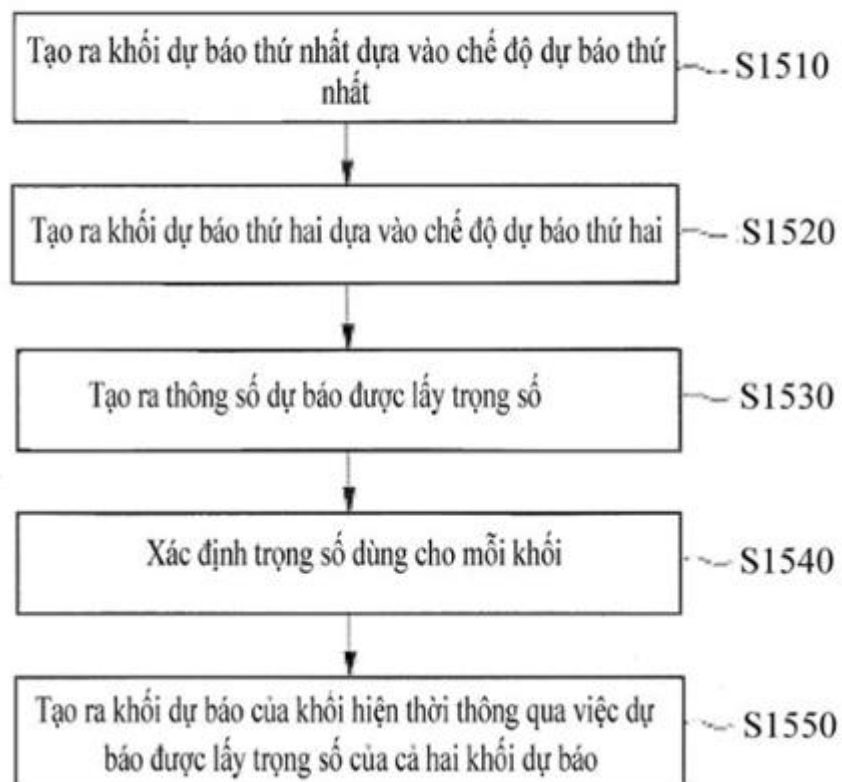 Tạo ra khối dự báo thứ nhất dựa vào chế độ dự báo thứ
nhất
S1510
Tạo ra khối dự báo thứ hai dựa vào chế độ dự báo thứ hai
S1520
Tạo ra thông số dự báo được lấy trọng số
S1530
Xác định trọng số dùng cho mỗi khối
S1540
Tạo ra khối dự báo của khối hiện thời thông qua việc dự
báo được lấy trọng số của cả hai khối dự báo
S1550